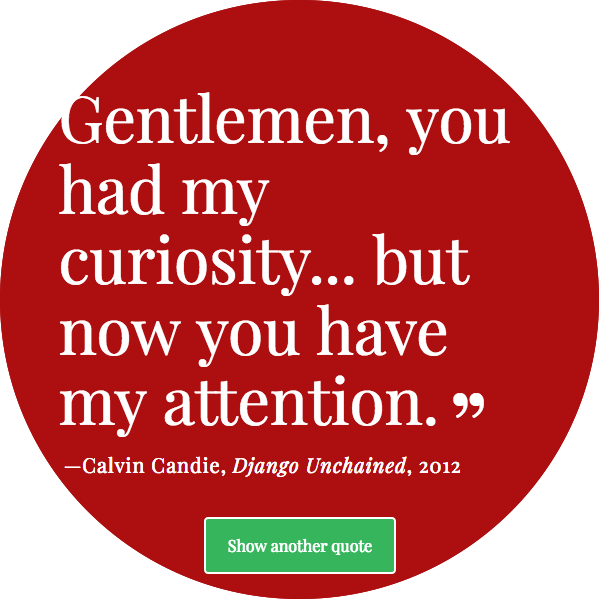 Gentlemen, you
had my
curiosity... but
now you have
my attention. ”
—Calvin Candie, Django Unchained, 2012
Show another quote